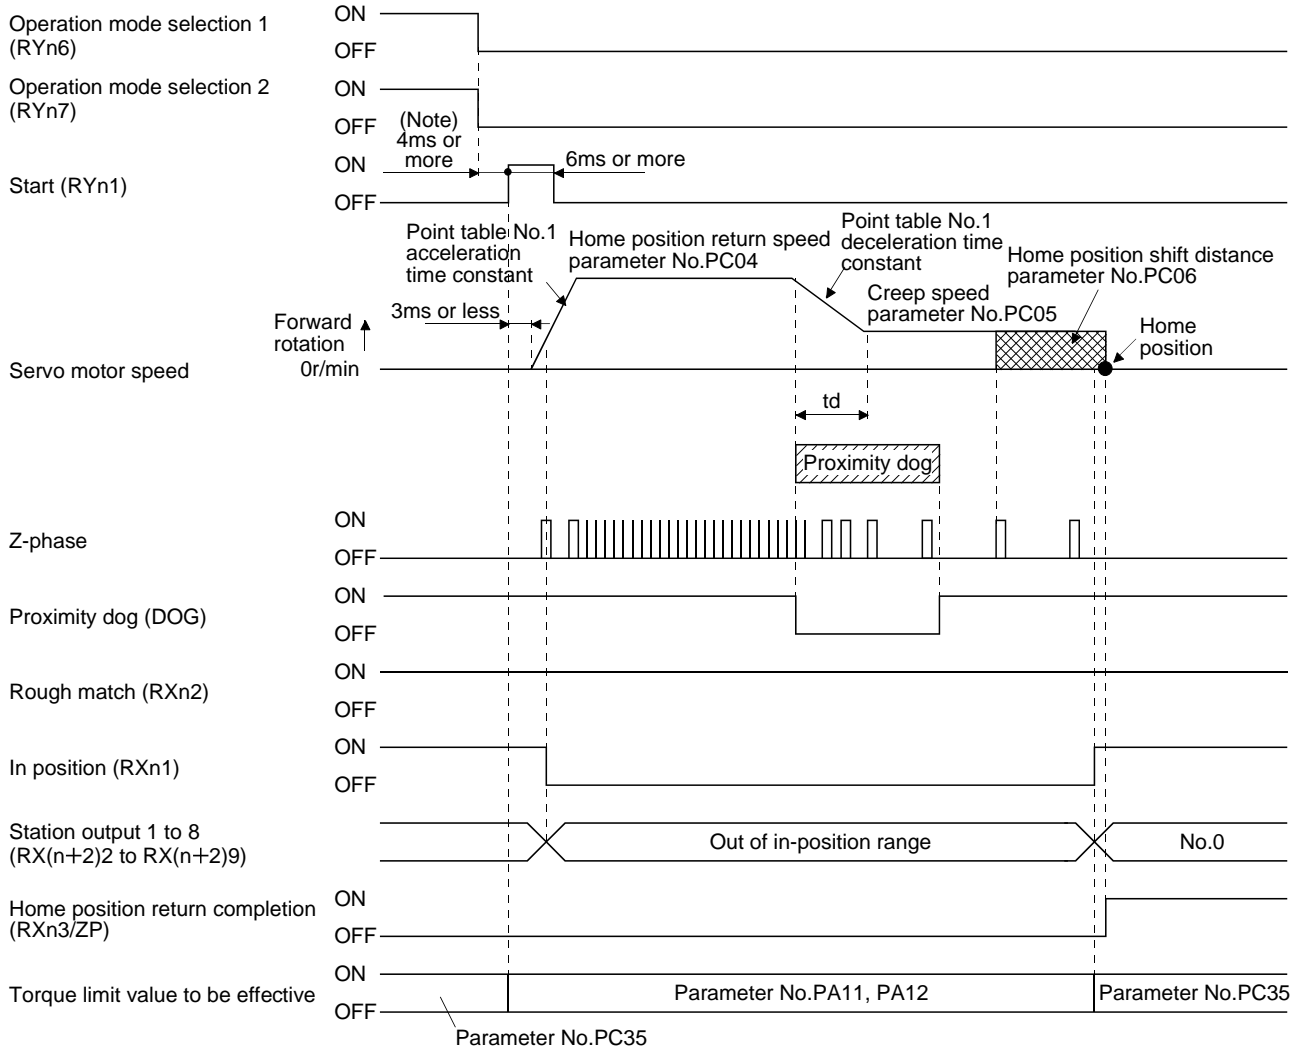 Operation mode selection 1
(RYn6)
ON
OFF
Operation mode selection 2
(RYn7)
ON
OFF
(Note)
4ms or
more
6ms or more
Start (RYn1)
ON
OFF
Point table No.1
acceleration
time constant
Home position return speed
parameter No.PC04
Point table No.1
deceleration time
constant
Home position shift distance
parameter No.PC06
Creep speed
parameter No.PC05
3ms or less
Forward
rotation
0r/min
Home
position
Servo motor speed
td
Proximity dog
Z-phase
ON
OFF
Proximity dog (DOG)
ON
OFF
Rough match (RXn2)
ON
OFF
In position (RXn1)
ON
OFF
Station output 1 to 8
(RX(n+2)2 to RX(n+2)9)
Out of in-position range
No.0
Home position return completion
(RXn3/ZP)
ON
OFF
Torque limit value to be effective
ON
OFF
Parameter No.PA11, PA12
Parameter No.PC35
Parameter No.PC35